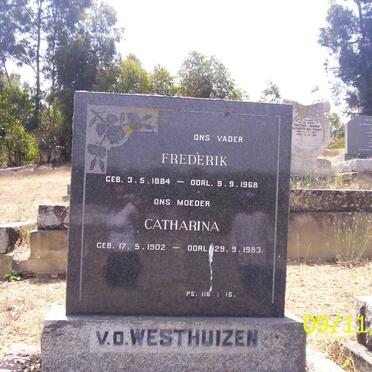 ONS VADER
FREDERIK
GEB. 3.5.1884 — OORL. 9.9.1968
ONS MOEDER
CATHARINA
GEB. 17.5.1902 — OORL. 29.9.1983.
PS. 116 : 15.
V.D. WESTHUIZEN
09/11